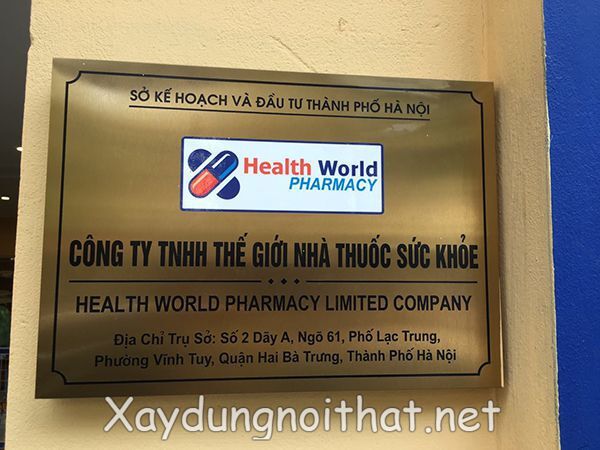 SỞ KẾ HOẠCH VÀ ĐẦU TƯ THÀNH PHỐ HÀ NỘI
Health World
PHARMACY
CÔNG TY TNHH THẾ GIỚI NHÀ THUỐC SỨC KHỎE
HEALTH WORLD PHARMACY LIMITED COMPANY
Địa Chỉ Trụ Sở: Số 2 Dãy A, Ngõ 61, Phố Lạc Trung,
Phường Vĩnh Tuy, Quận Hai Bà Trưng, Thành Phố Hà Nội
Xaydungnoithat.net